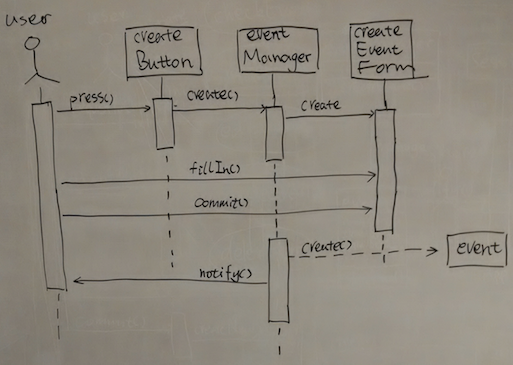 user
create
Button
event
Manager
create
Event
Form
press()
create()
create
fillIn()
commit()
create()
event
notify()